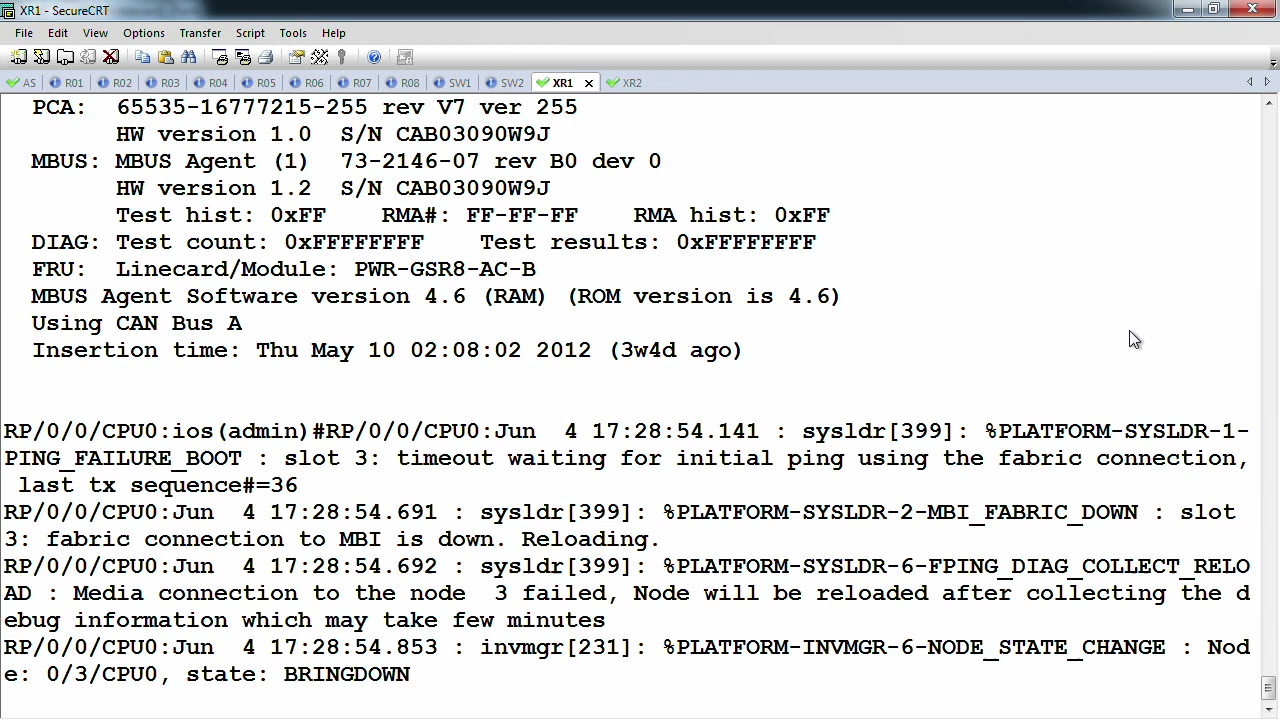 XR1 - SecureCRT
File Edit View Options Transfer Script Tools Help
AS R01 R02 R03 R04 R05 R06 R07 R08 SW1 SW2 XR1 XR2
PCA: 65535-16777215-255 rev V7 ver 255
HW version 1.0 S/N CAB03090W9J
MBUS: MBUS Agent (1) 73-2146-07 rev B0 dev 0
HW version 1.2 S/N CAB03090W9J
Test hist: 0xFF RMA#: FF-FF-FF RMA hist: 0xFF
DIAG: Test count: 0xFFFFFFFF Test results: 0xFFFFFFFF
FRU: Linecard/Module: PWR-GSR8-AC-B
MBUS Agent Software version 4.6 (RAM) (ROM version is 4.6)
Using CAN Bus A
Insertion time: Thu May 10 02:08:02 2012 (3w4d ago)
RP/0/0/CPU0:ios(admin)#RP/0/0/CPU0:Jun 4 17:28:54.141 : sysldr[399]: %PLATFORM-SYSLDR-1-
PING_FAILURE_BOOT : slot 3: timeout waiting for initial ping using the fabric connection,
last tx sequence#=36
RP/0/0/CPU0:Jun 4 17:28:54.691 : sysldr[399]: %PLATFORM-SYSLDR-2-MBI_FABRIC_DOWN : slot
3: fabric connection to MBI is down. Reloading.
RP/0/0/CPU0:Jun 4 17:28:54.692 : sysldr[399]: %PLATFORM-SYSLDR-6-FPING_DIAG_COLLECT_RELO
AD : Media connection to the node 3 failed, Node will be reloaded after collecting the d
ebug information which may take few minutes
RP/0/0/CPU0:Jun 4 17:28:54.853 : invmgr[231]: %PLATFORM-INVMGR-6-NODE_STATE_CHANGE : Nod
e: 0/3/CPU0, state: BRINGDOWN